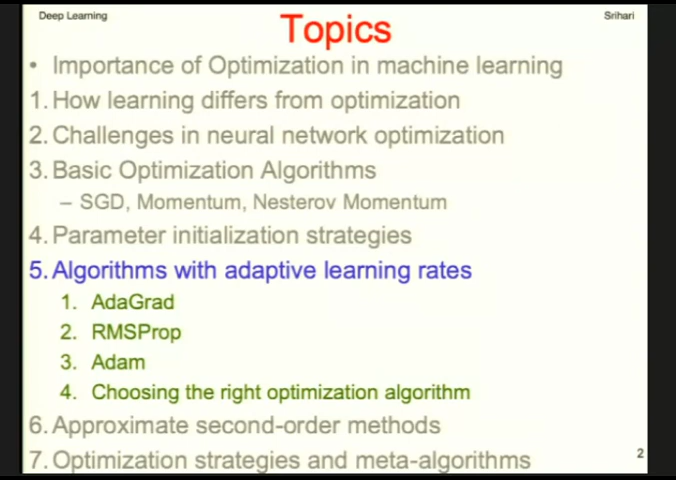 Deep Learning
Srihari
Topics
• Importance of Optimization in machine learning
1. How learning differs from optimization
2. Challenges in neural network optimization
3. Basic Optimization Algorithms
– SGD, Momentum, Nesterov Momentum
4. Parameter initialization strategies
5. Algorithms with adaptive learning rates
1. AdaGrad
2. RMSProp
3. Adam
4. Choosing the right optimization algorithm
6. Approximate second-order methods
7. Optimization strategies and meta-algorithms
2